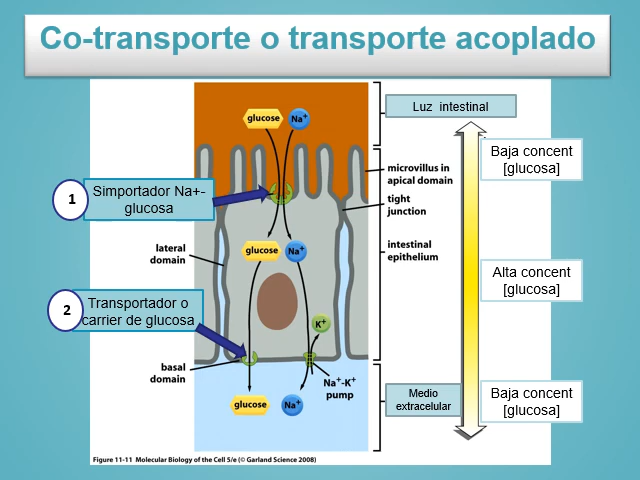 Co-transporte o transporte acoplado
Luz intestinal
glucose
Na+
Baja concent
[glucosa]
microvillus in
apical domain
1
Simportador Na+-
glucosa
tight
junction
lateral
domain
glucose
Na+
intestinal
epithelium
Alta concent
[glucosa]
2
Transportador o
carrier de glucosa
K+
basal
domain
Na+-K+
pump
glucose
Na+
Medio
extracelular
Baja concent
[glucosa]
Figure 11-11 Molecular Biology of the Cell 5/e (© Garland Science 2008)